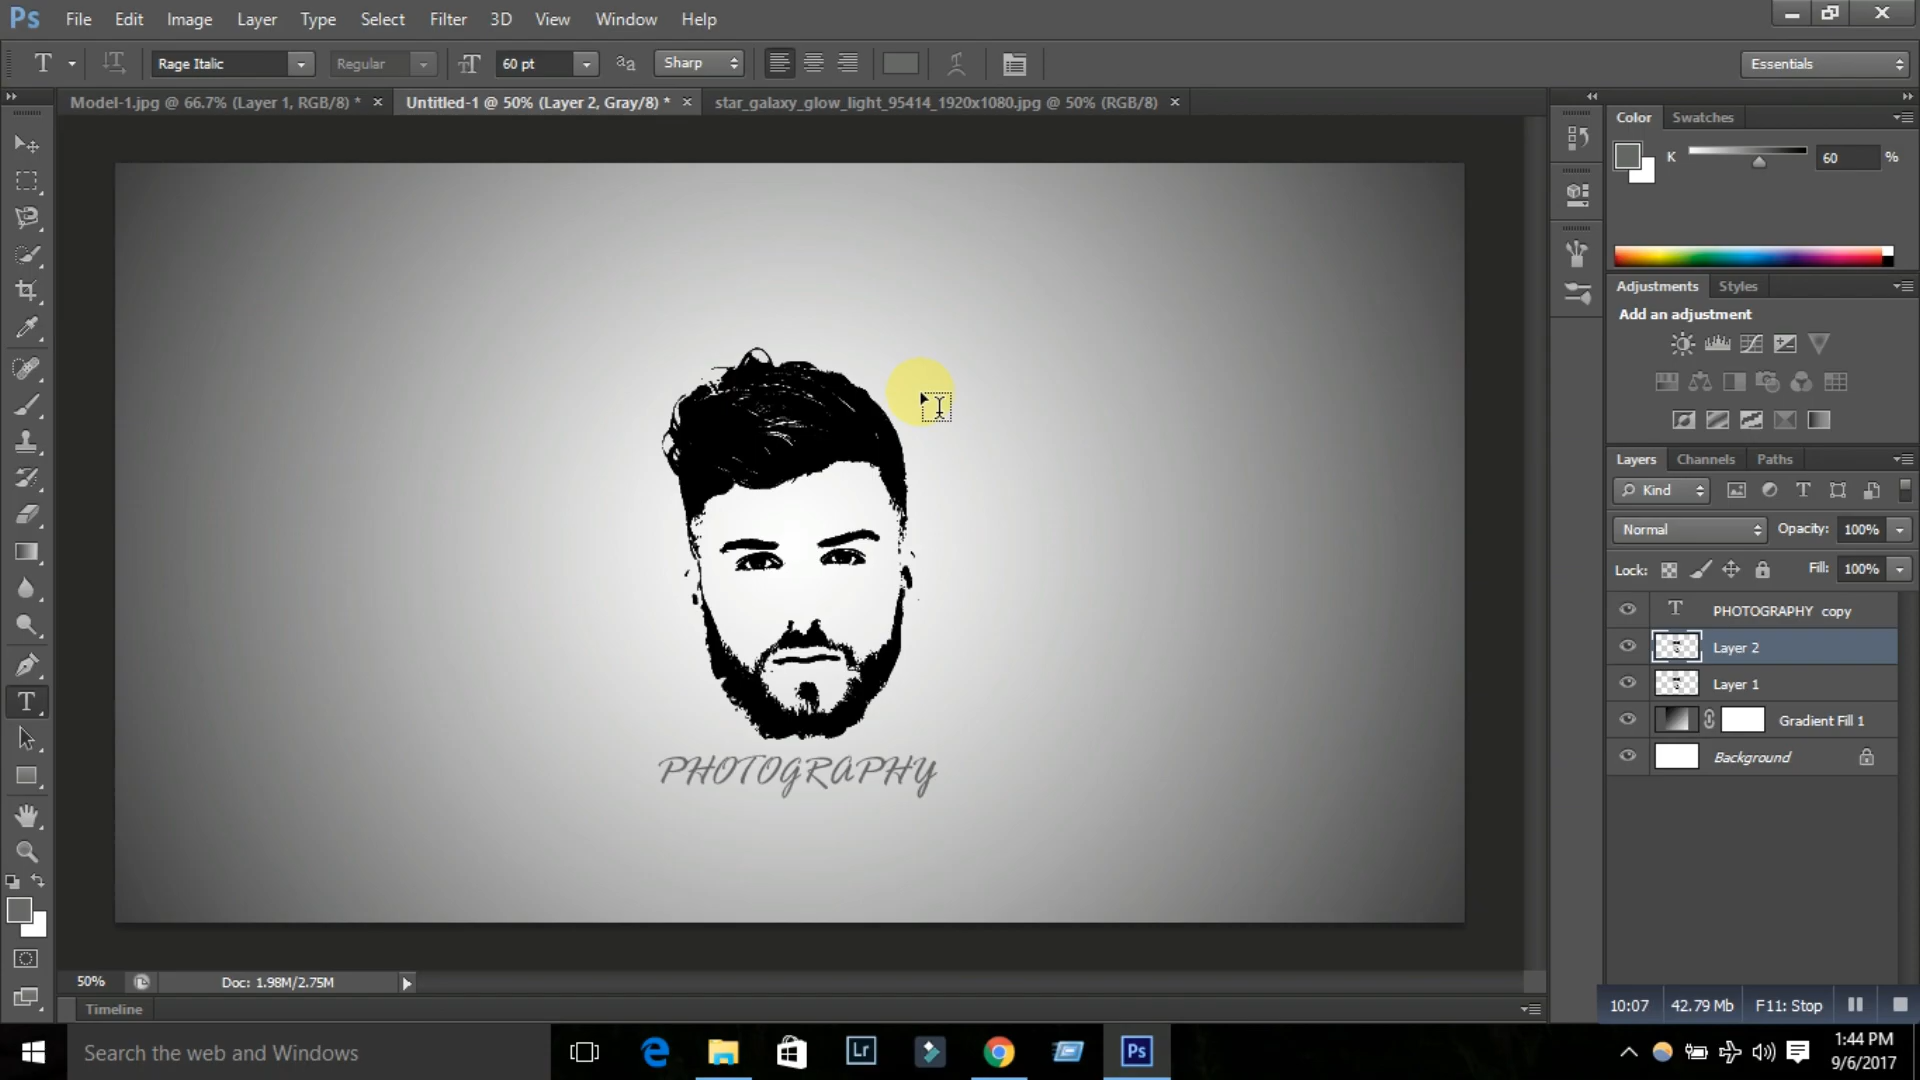 Ps File Edit Image Layer Type Select Filter 3D View Window Help
T Rage Italic Regular 60 pt Sharp Essentials
Model-1.jpg @ 66.7% (Layer 1, RGB/8) * Untitled-1 @ 50% (Layer 2, Gray/8) * star_galaxy_glow_light_95414_1920x1080.jpg @ 50% (RGB/8)
Color Swatches
K 60 %
Adjustments Styles
Add an adjustment
Layers Channels Paths
Kind
Normal Opacity: 100%
Lock: Fill: 100%
PHOTOGRAPHY copy
Layer 2
Layer 1
Gradient Fill 1
Background
PHOTOGRAPHY
50% Doc: 1.98M/2.75M
Timeline
10:07 42.79 Mb F11: Stop
Search the web and Windows
Lr
Ps
1:44 PM
9/6/2017